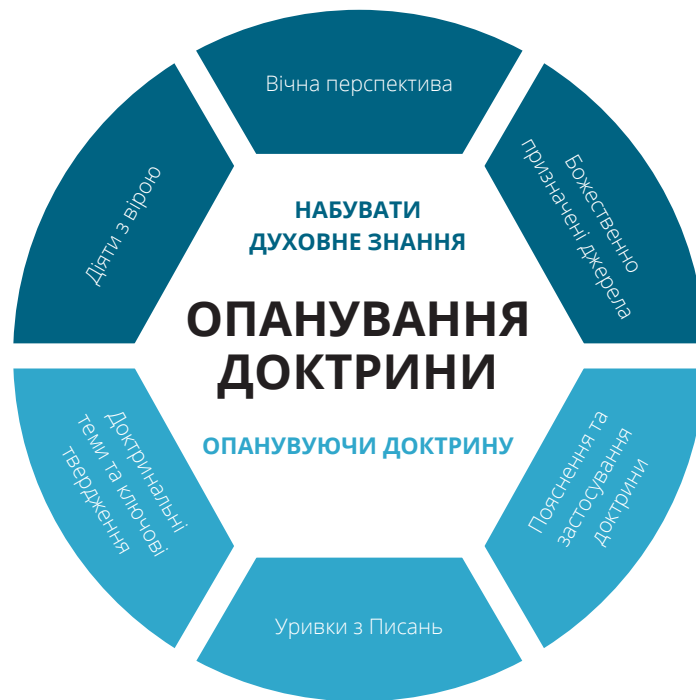 Вічна перспектива
Божественно
призначені джерела
Діяти з вірою
НАБУВАТИ
ДУХОВНЕ ЗНАННЯ
ОПАНУВАННЯ
ДОКТРИНИ
ОПАНУВУЮЧИ ДОКТРИНУ
Доктринальні
теми та ключові
твердження
Пояснення та
застосування
доктрини
Уривки з Писань